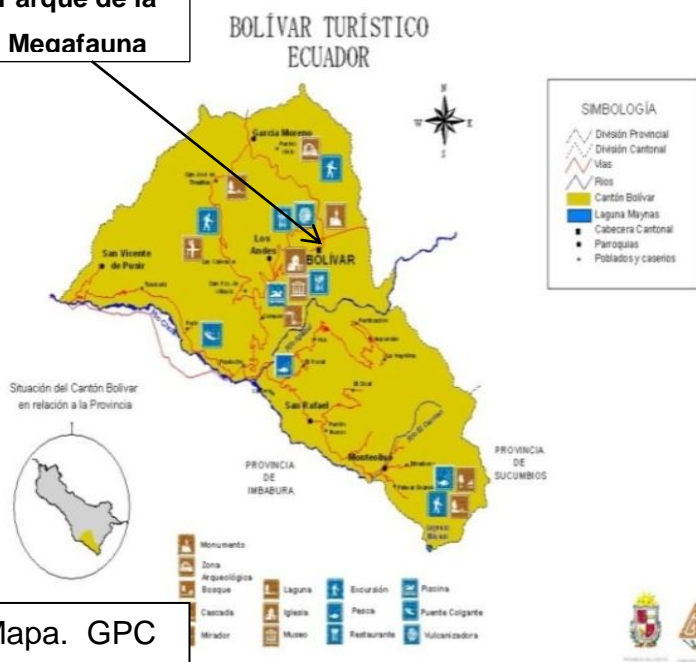 Parque de la
Megafauna
BOLÍVAR TURÍSTICO
ECUADOR
N
W
E
S
SIMBOLOGÍA
División Provincial
División Cantonal
Vias
Rios
Cantón Bolívar
Laguna Maynas
Cabecera Cantonal
Parroquias
Poblados y caserios
García Moreno
Los
Andes
BOLÍVAR
San Vicente
de Pusir
San Rafael
Monteolivo
Situación del Cantón Bolívar
en relación a la Provincia
PROVINCIA
DE
IMBABURA
PROVINCIA
DE
SUCUMBIOS
Monumento
Zona
Arqueológica
Bosque
Cascada
Mirador
Laguna
Iglesia
Museo
Excursión
Pesca
Restaurante
Piscina
Puente Colgante
Vulcanizadora
Mapa. GPC